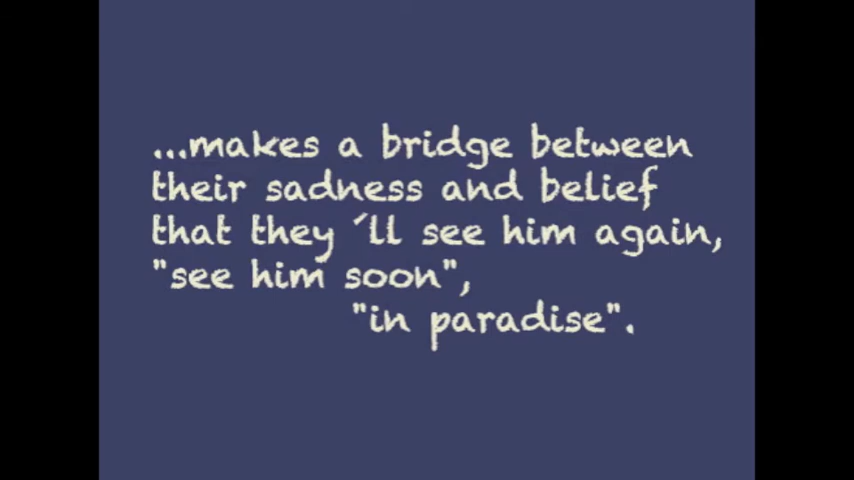 ...makes a bridge between
their sadness and belief
that they ´ll see him again,
"see him soon",
"in paradise".